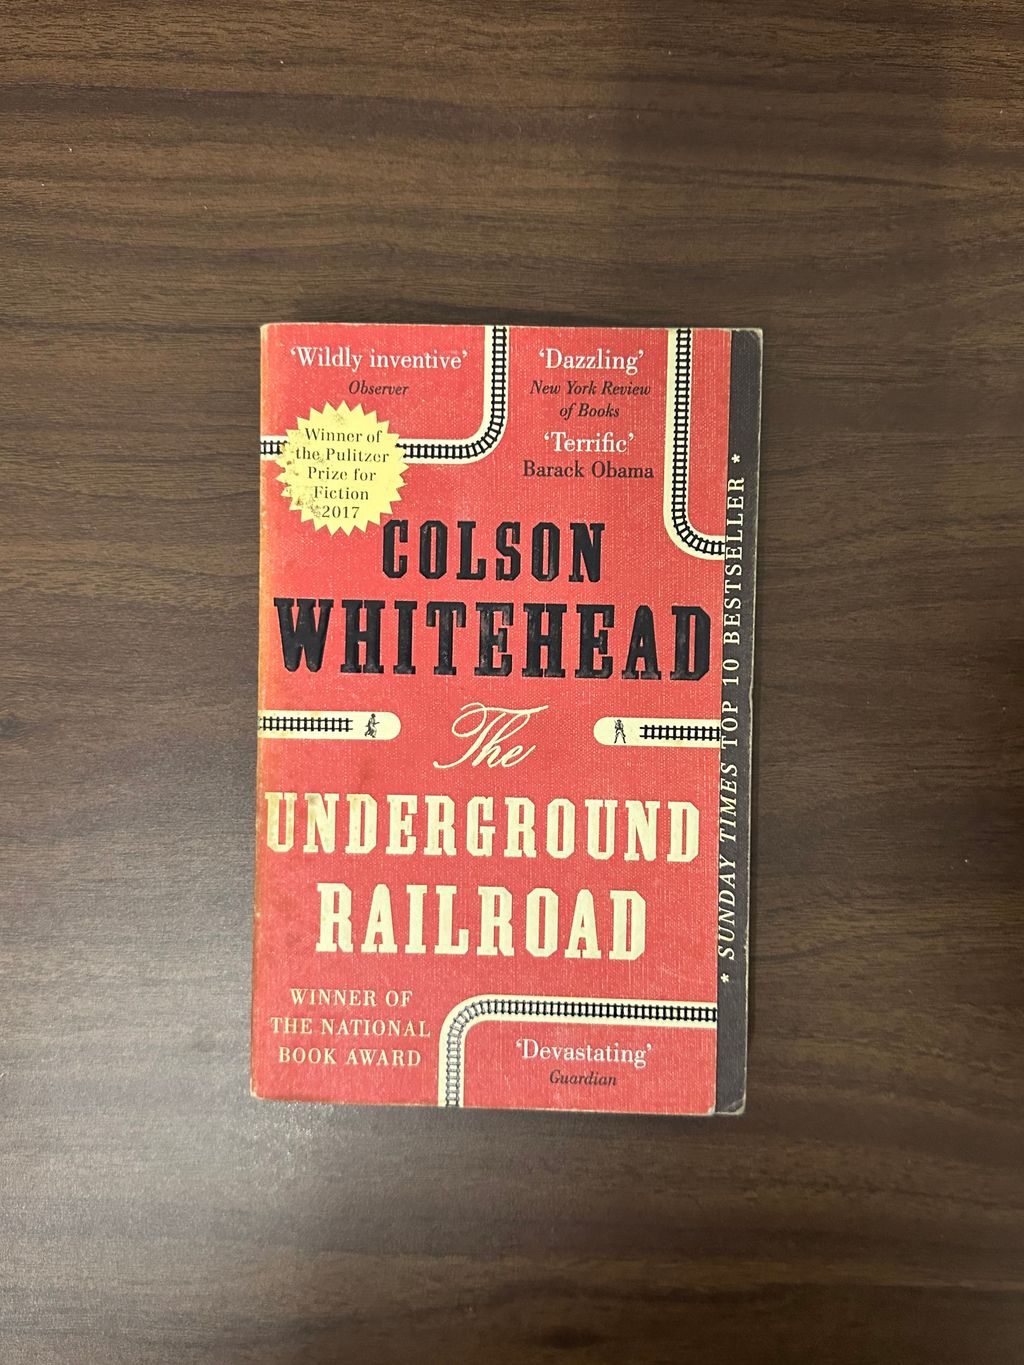 ‘Wildly inventive’
Observer
‘Dazzling’
New York Review
of Books
‘Terrific’
Barack Obama
Winner of
the Pulitzer
Prize for
Fiction
2017
COLSON
WHITEHEAD
The
UNDERGROUND
RAILROAD
WINNER OF
THE NATIONAL
BOOK AWARD
‘Devastating’
Guardian
* SUNDAY TIMES TOP 10 BESTSELLER *